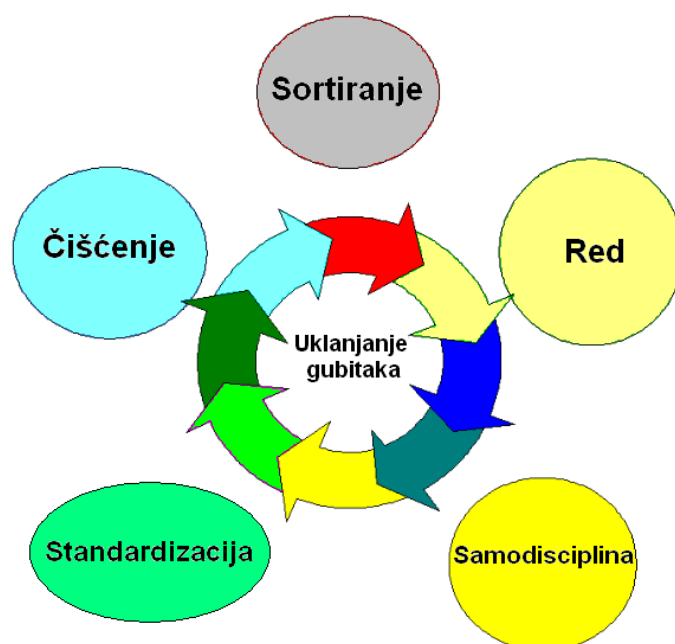 Sortiranje
Čišćenje
Red
Uklanjanje
gubitaka
Standardizacija
Samodisciplina